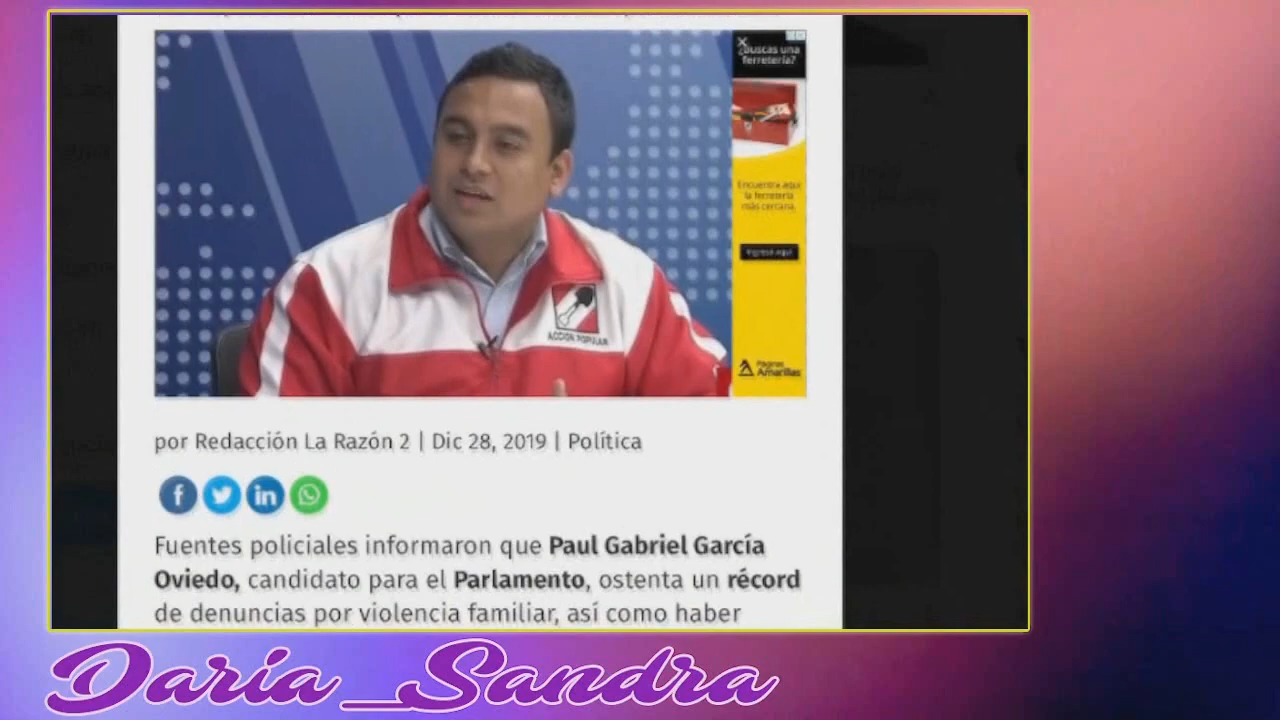 ¿Buscas una
ferretería?
Encuentra aquí
la ferretería
más cercana.
Ingresa aquí
Páginas
Amarillas
ACCION POPULAR
por Redacción La Razón 2 | Dic 28, 2019 | Política
Fuentes policiales informaron que Paul Gabriel García
Oviedo, candidato para el Parlamento, ostenta un récord
de denuncias por violencia familiar, así como haber
Daria_Sandra